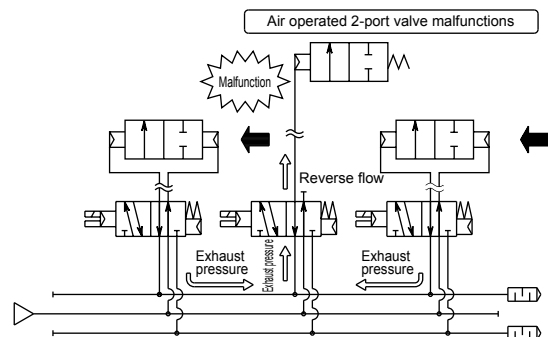 Air operated 2-port valve malfunctions
Malfunction
Reverse flow
Exhaust
pressure
Exhaust pressure
Exhaust
pressure